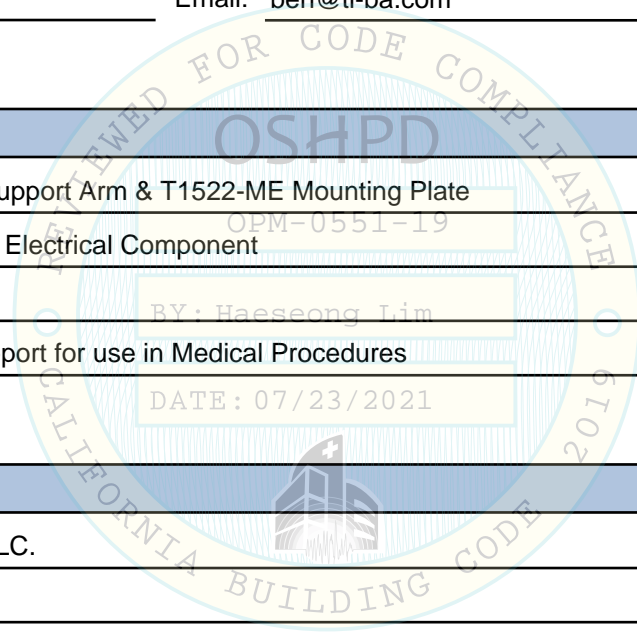 Email: ben@ti-ba.com
REVIEWED FOR CODE COMPLIANCE
OSHPD
upport Arm & T1522-ME Mounting Plate
OPM-0551-19
Electrical Component
BY: Haeseong Lim
port for use in Medical Procedures
DATE: 07/23/2021
LC.
CALIFORNIA BUILDING CODE 2019